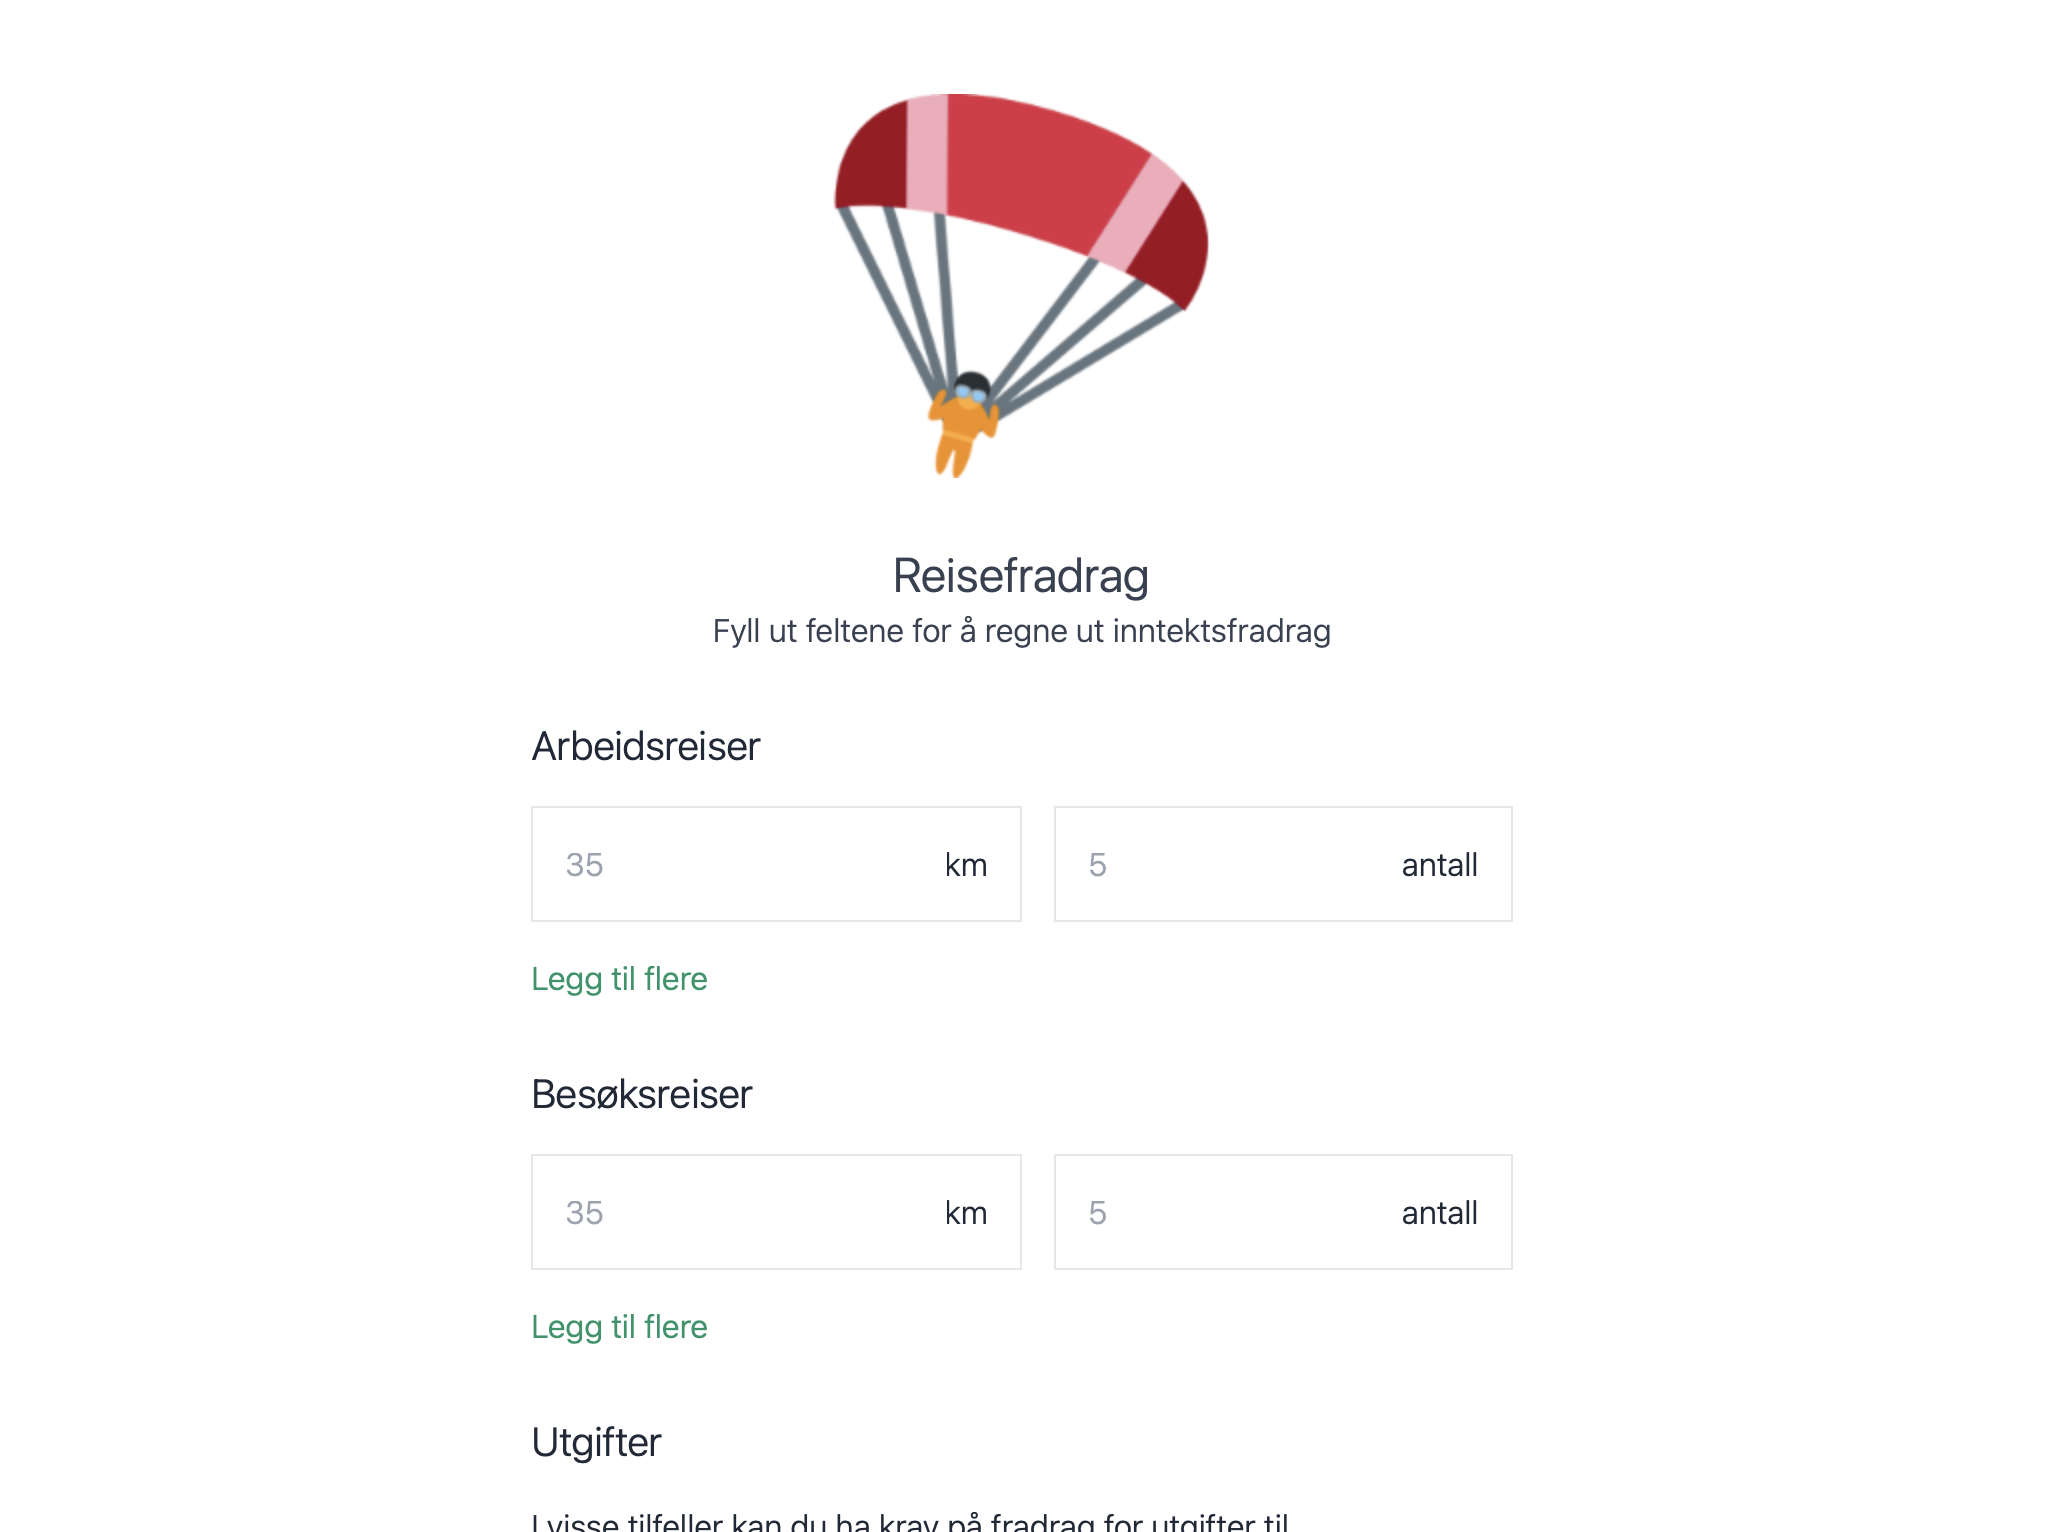 Reisefradrag
Fyll ut feltene for å regne ut inntektsfradrag
Arbeidsreiser
35 km 5 antall
Legg til flere
Besøksreiser
35 km 5 antall
Legg til flere
Utgifter
I visse tilfeller kan du ha krav på fradrag for utgifter til